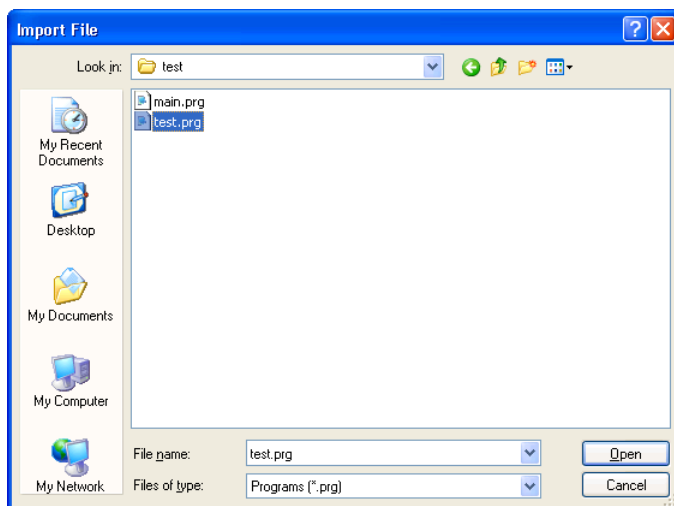 Import File
Look in: test
main.prg
test.prg
My Recent
Documents
Desktop
My Documents
My Computer
My Network
File name: test.prg Open
Files of type: Programs (*.prg) Cancel